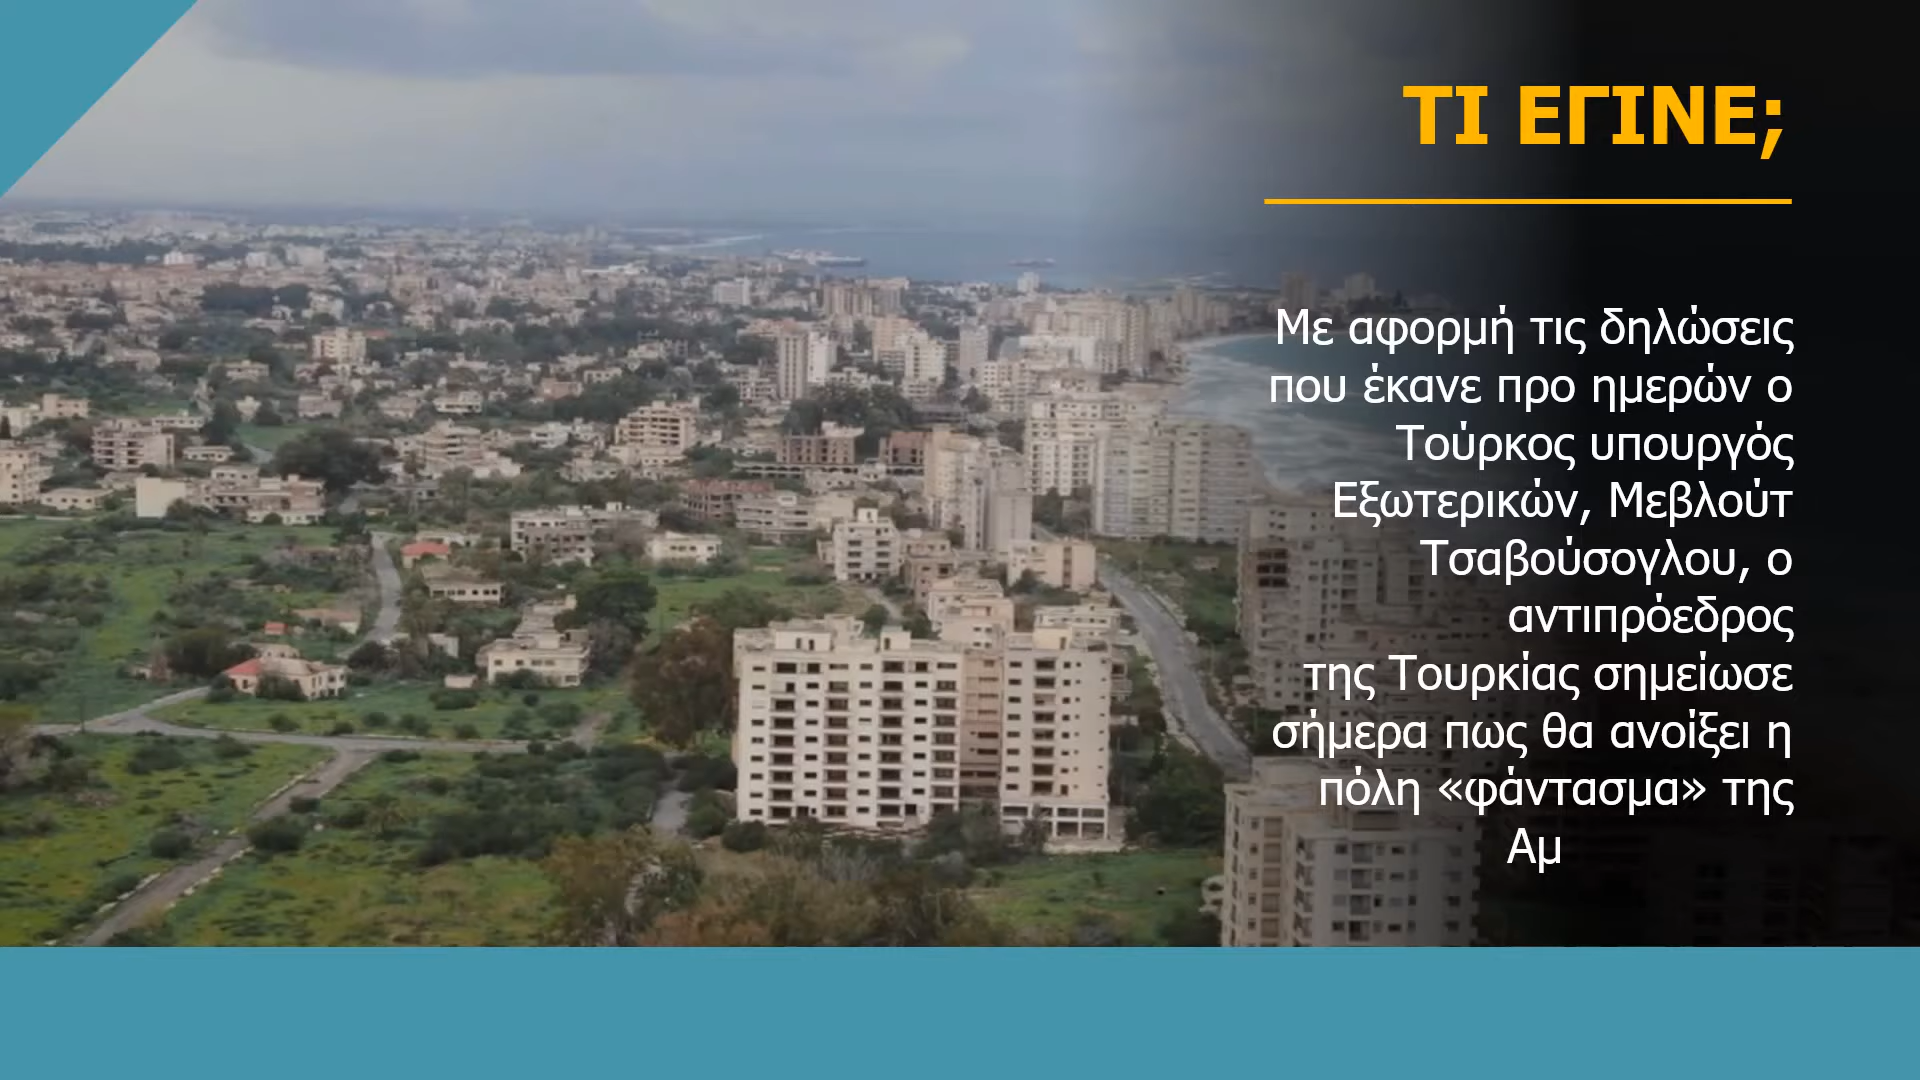 ΤΙ ΕΓΙΝΕ;
Με αφορμή τις δηλώσεις
που έκανε προ ημερών ο
Τούρκος υπουργός
Εξωτερικών, Μεβλούτ
Τσαβούσογλου, ο
αντιπρόεδρος
της Τουρκίας σημείωσε
σήμερα πως θα ανοίξει η
πόλη «φάντασμα» της
Αμ